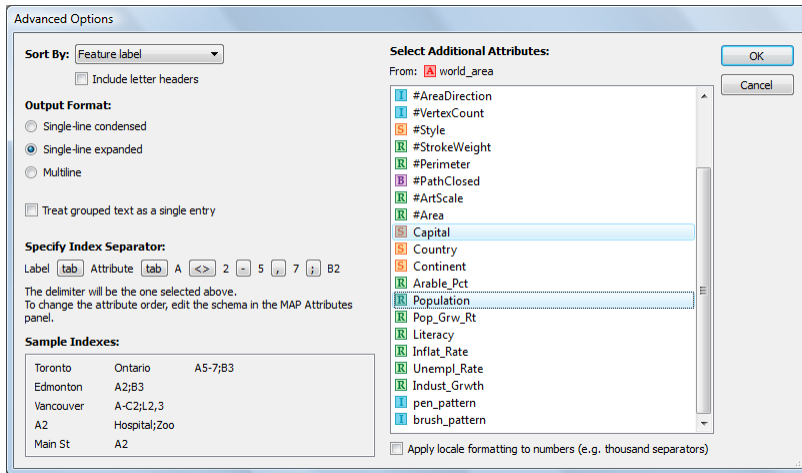 Advanced Options
Sort By: Feature label
Include letter headers
Output Format:
Single-line condensed
Single-line expanded
Multiline
Treat grouped text as a single entry
Specify Index Separator:
Label tab Attribute tab A <> 2 - 5 , 7 ; B2
The delimiter will be the one selected above.
To change the attribute order, edit the schema in the MAP Attributes
panel.
Sample Indexes:
Toronto Ontario A5-7;B3
Edmonton A2;B3
Vancouver A-C2;L2,3
A2 Hospital;Zoo
Main St A2
Select Additional Attributes:
From: A world_area
I #AreaDirection
I #VertexCount
S #Style
R #StrokeWeight
R #Perimeter
B #PathClosed
R #ArtScale
R #Area
S Capital
S Country
S Continent
R Arable_Pct
R Population
R Pop_Grw_Rt
R Literacy
R Inflat_Rate
R Unempl_Rate
R Indust_Grwth
I pen_pattern
I brush_pattern
Apply locale formatting to numbers (e.g. thousand separators)
OK
Cancel